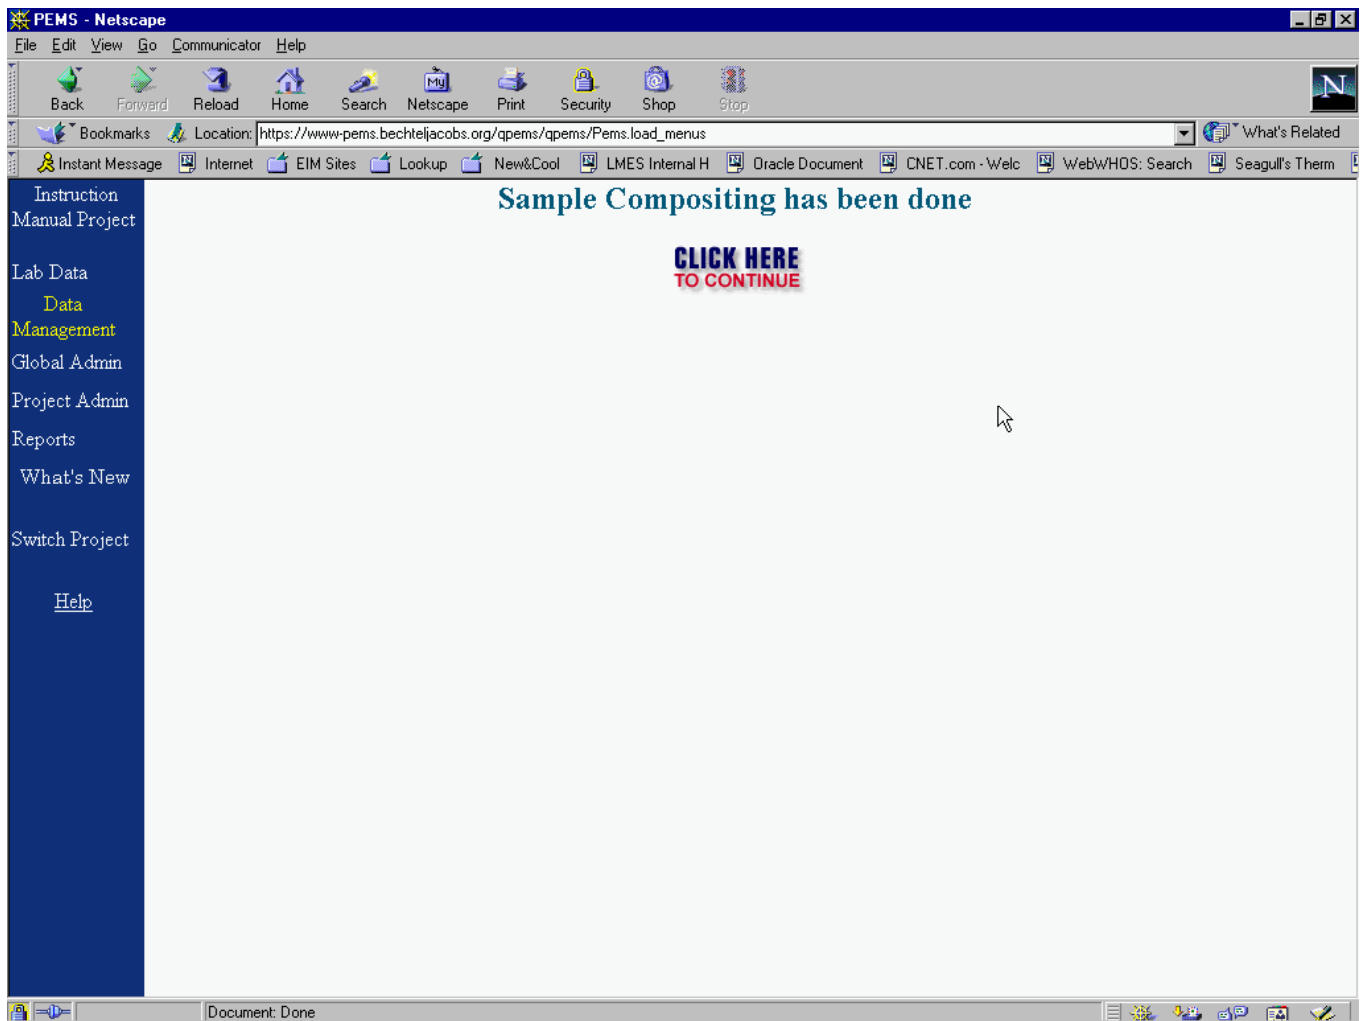 PEMS - Netscape
File Edit View Go Communicator Help
My N
Back Forward Reload Home Search Netscape Print Security Shop Stop
Bookmarks Location: https://www-pems.bechteljacobs.org/qpems/qpems/Pems.load_menus What's Related
Instant Message Internet EIM Sites Lookup New&Cool LMES Internal H Oracle Document CNET.com - Welc WebWHOS: Search Seagull's Therm
Instruction
Manual Project
Lab Data
Data
Management
Global Admin
Project Admin
Reports
What's New
Switch Project
Help
Sample Compositing has been done
CLICK HERE
TO CONTINUE
Document: Done